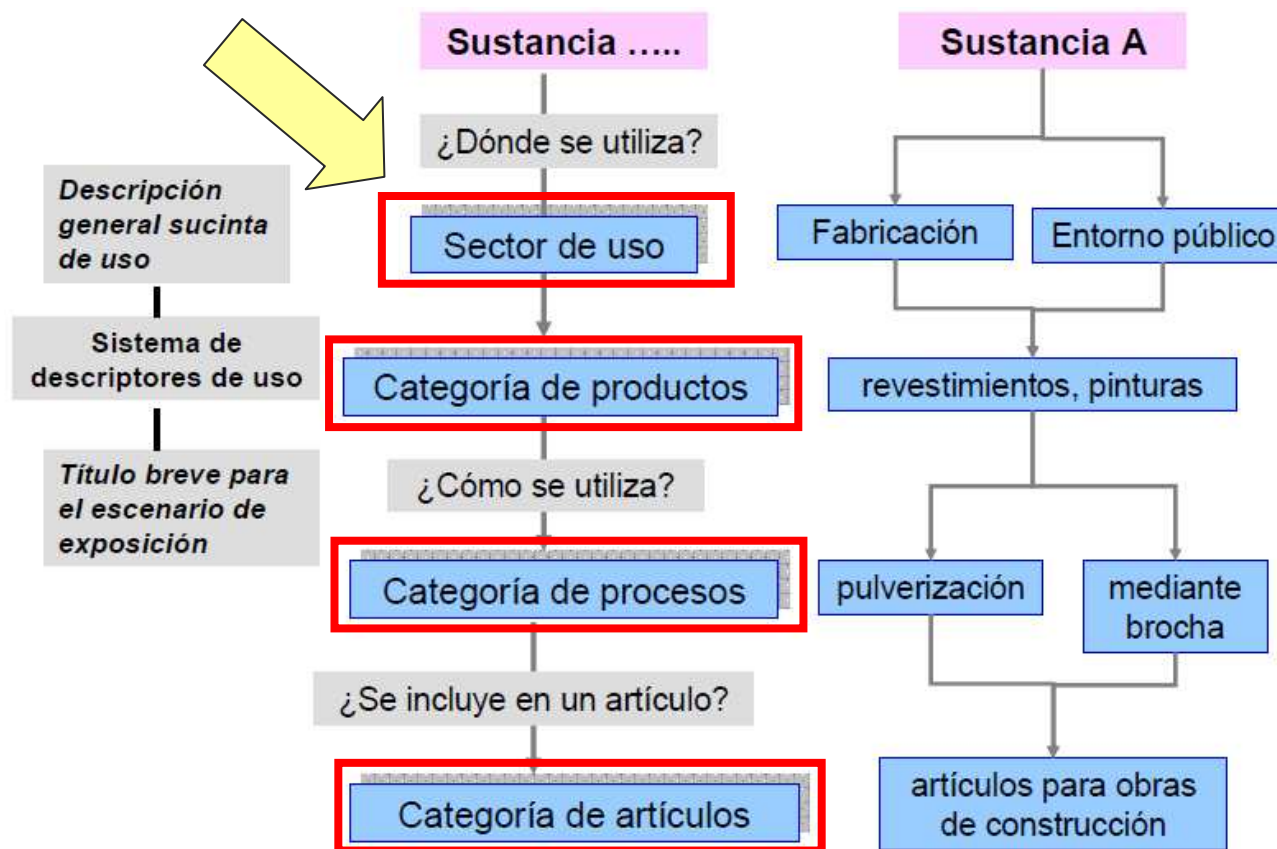 Sustancia …..
¿Dónde se utiliza?
Sector de uso
Categoría de productos
¿Cómo se utiliza?
Categoría de procesos
¿Se incluye en un artículo?
Categoría de artículos
Descripción
general sucinta
de uso
Sistema de
descriptores de uso
Título breve para
el escenario de
exposición
Sustancia A
Fabricación
Entorno público
revestimientos, pinturas
pulverización
mediante
brocha
artículos para obras
de construcción